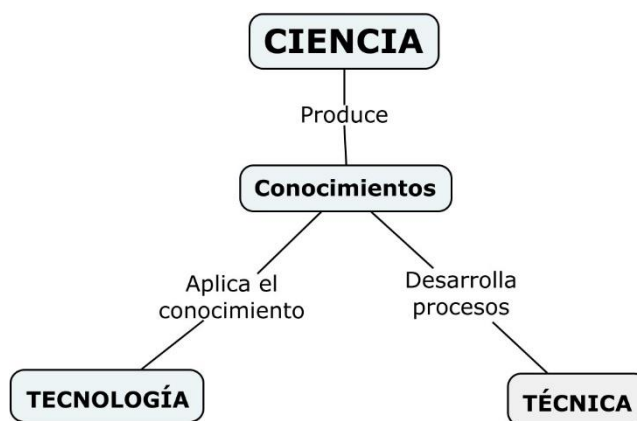 CIENCIA
Produce
Conocimientos
Aplica el
conocimiento
Desarrolla
procesos
TECNOLOGÍA
TÉCNICA